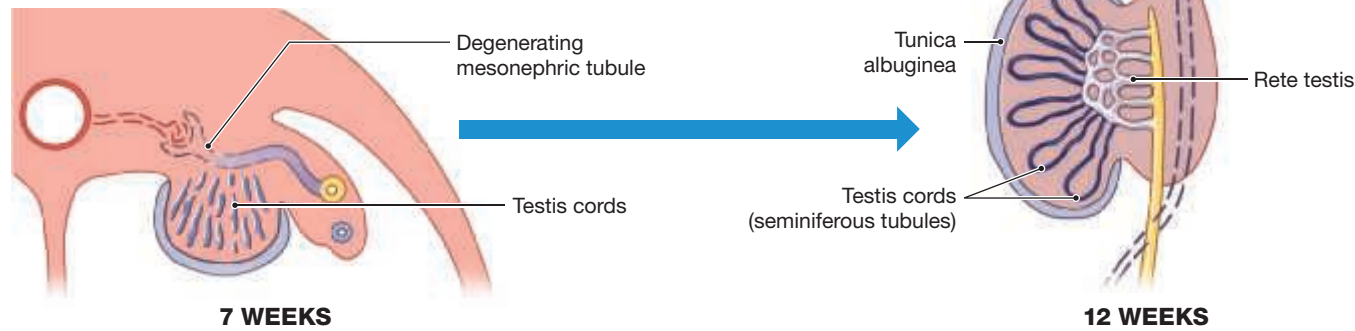 Degenerating
mesonephric tubule
Testis cords
7 WEEKS
Tunica
albuginea
Rete testis
Testis cords
(seminiferous tubules)
12 WEEKS